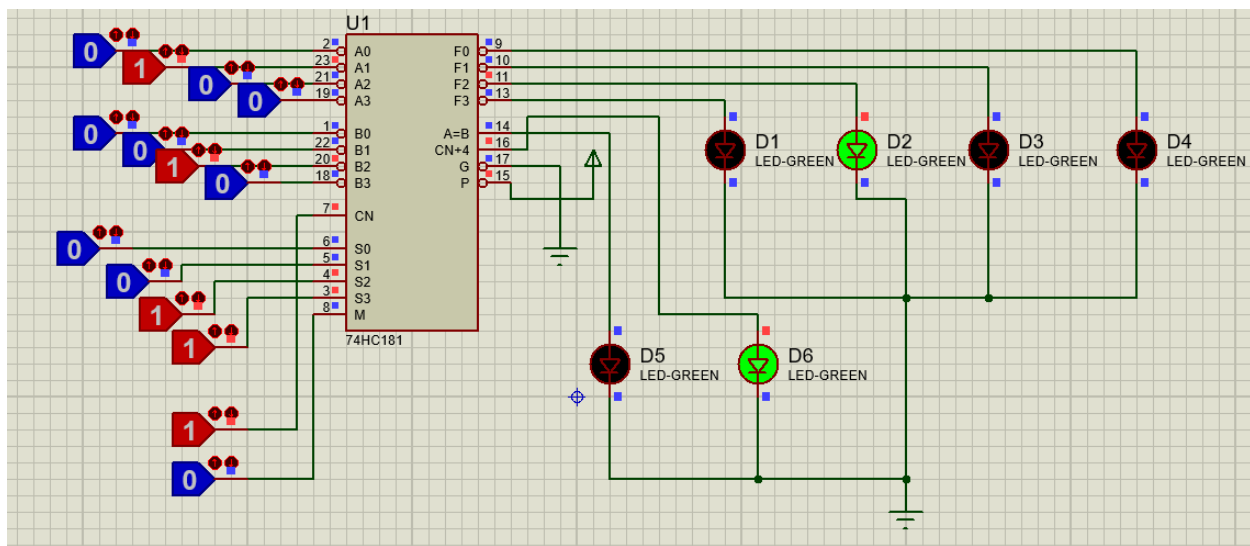 U1
0
1
0
0
0
0
1
0
0
0
1
1
1
0
2 A0
23 A1
21 A2
19 A3
1 B0
22 B1
20 B2
18 B3
7 CN
6 S0
5 S1
4 S2
3 S3
8 M
F0 9
F1 10
F2 11
F3 13
A=B 14
CN+4 16
G 17
P 15
74HC181
D1
LED-GREEN
D2
LED-GREEN
D3
LED-GREEN
D4
LED-GREEN
D5
LED-GREEN
D6
LED-GREEN